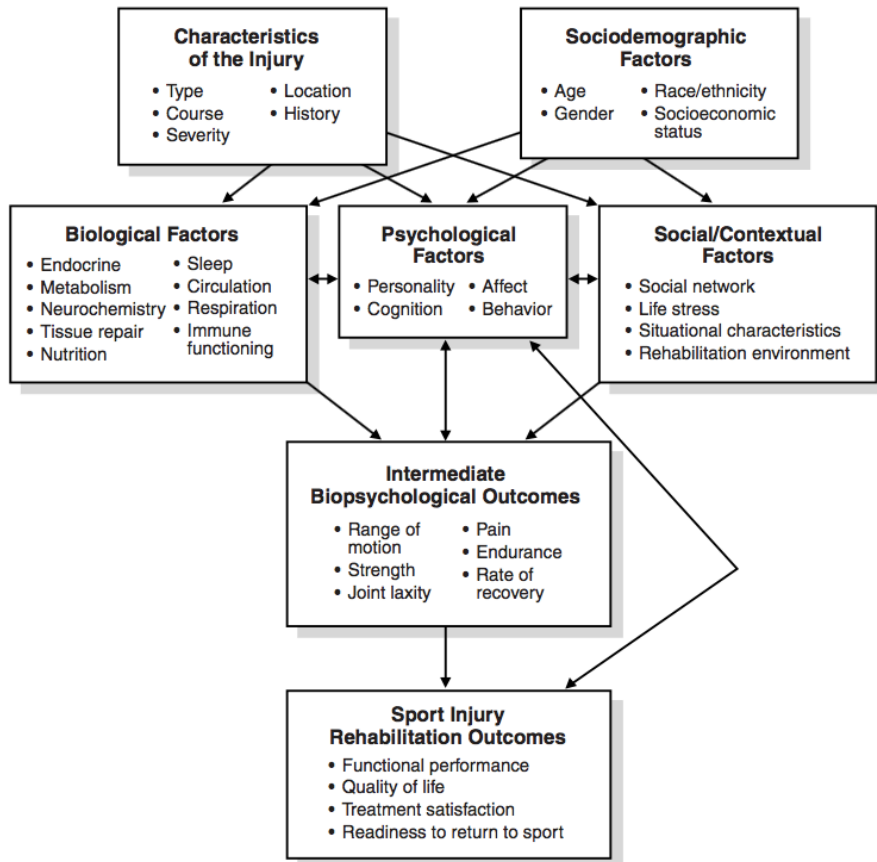 Characteristics
of the Injury
• Type
• Course
• Severity
• Location
• History
Sociodemographic
Factors
• Age
• Gender
• Race/ethnicity
• Socioeconomic
status
Biological Factors
• Endocrine
• Metabolism
• Neurochemistry
• Tissue repair
• Nutrition
• Sleep
• Circulation
• Respiration
• Immune
functioning
Psychological
Factors
• Personality
• Cognition
• Affect
• Behavior
Social/Contextual
Factors
• Social network
• Life stress
• Situational characteristics
• Rehabilitation environment
Intermediate
Biopsychological Outcomes
• Range of
motion
• Strength
• Joint laxity
• Pain
• Endurance
• Rate of
recovery
Sport Injury
Rehabilitation Outcomes
• Functional performance
• Quality of life
• Treatment satisfaction
• Readiness to return to sport